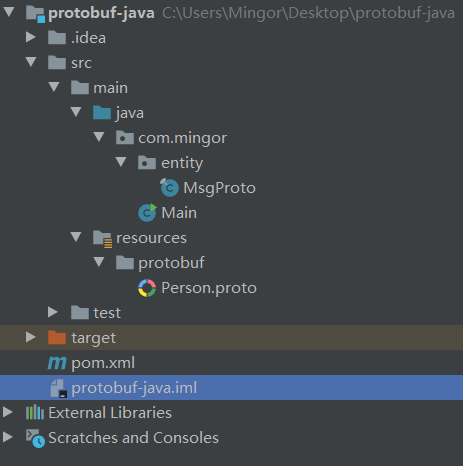 protobuf-java C:\Users\Mingor\Desktop\protobuf-java
.idea
src
main
java
com.mingor
entity
MsgProto
Main
resources
protobuf
Person.proto
test
target
pom.xml
protobuf-java.iml
External Libraries
Scratches and Consoles